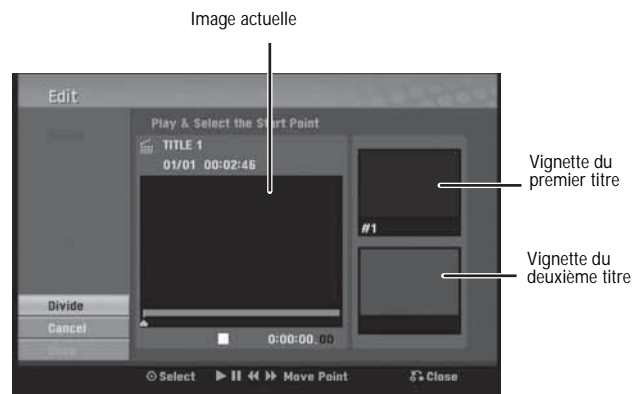 Image actuelle
Edit
Play & Select the Start Point
TITLE 1
01/01 00:02:46
Vignette du
premier titre
#1
Vignette du
deuxième titre
Divide
Cancel
Done
0:00:00.00
Select Move Point Close